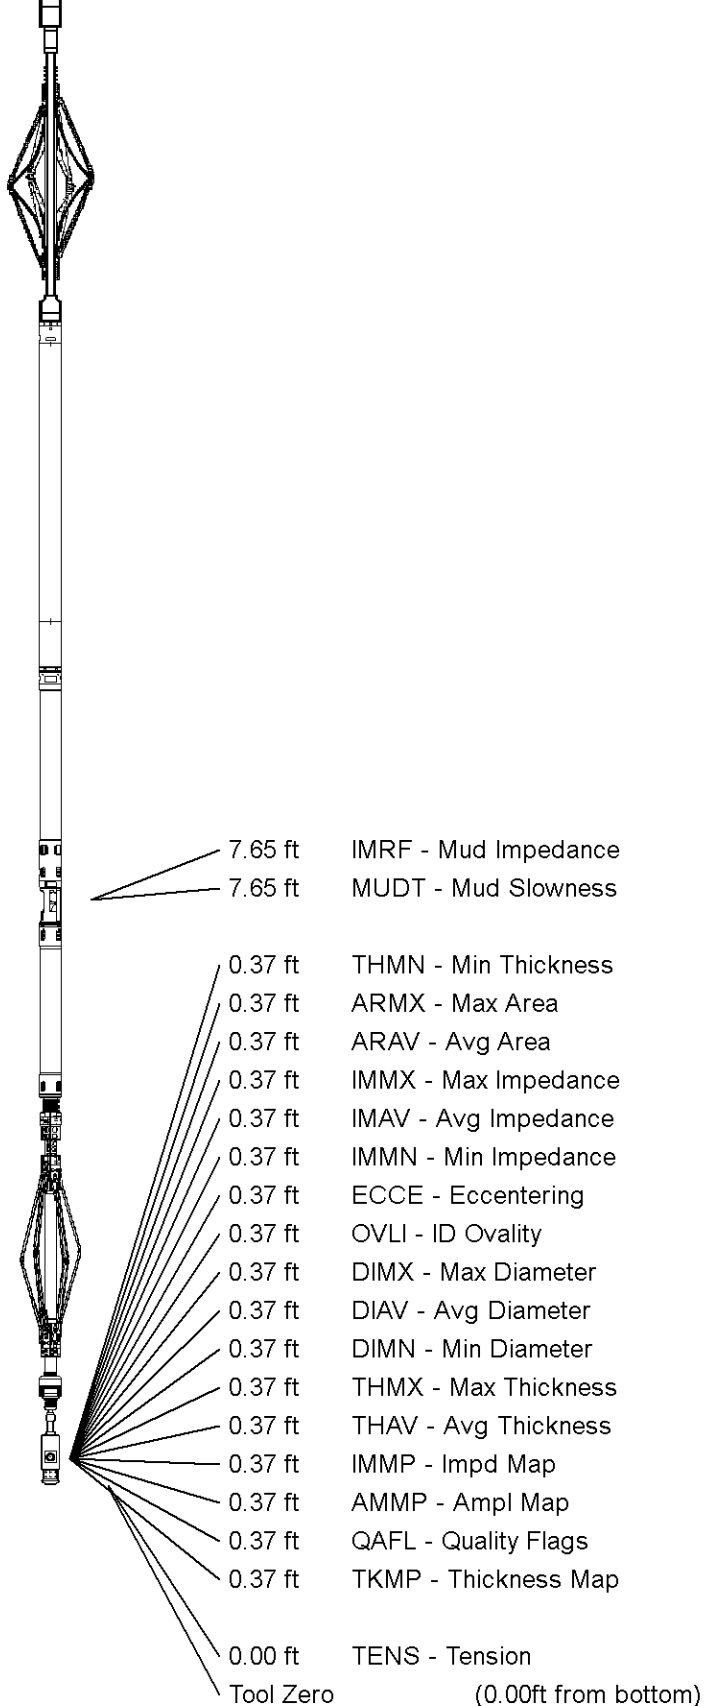 7.65 ft IMRF - Mud Impedance
7.65 ft MUDT - Mud Slowness
0.37 ft THMN - Min Thickness
0.37 ft ARMX - Max Area
0.37 ft ARAV - Avg Area
0.37 ft IMMX - Max Impedance
0.37 ft IMAV - Avg Impedance
0.37 ft IMMN - Min Impedance
0.37 ft ECCE - Eccentering
0.37 ft OVLI - ID Ovality
0.37 ft DIMX - Max Diameter
0.37 ft DIAV - Avg Diameter
0.37 ft DIMN - Min Diameter
0.37 ft THMX - Max Thickness
0.37 ft THAV - Avg Thickness
0.37 ft IMMP - Impd Map
0.37 ft AMMP - Ampl Map
0.37 ft QAFL - Quality Flags
0.37 ft TKMP - Thickness Map
0.00 ft TENS - Tension
Tool Zero (0.00ft from bottom)